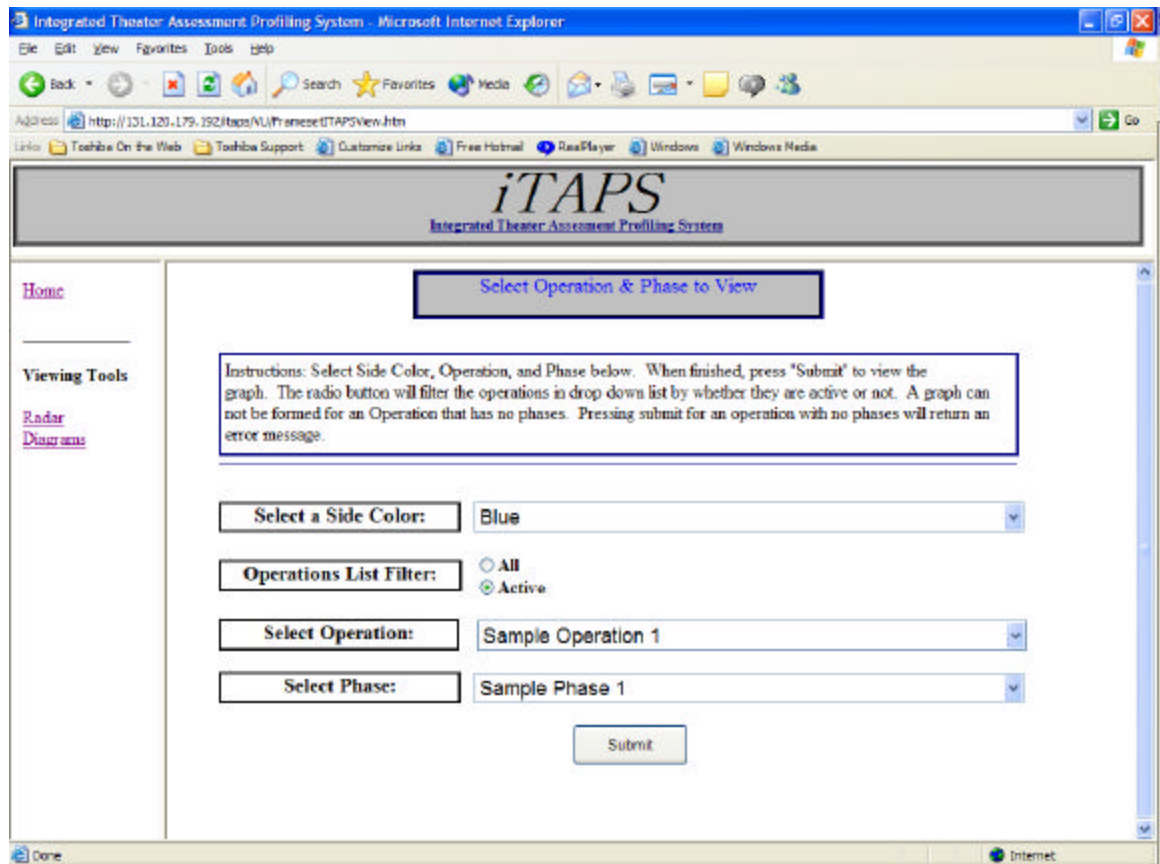 Integrated Theater Assessment Profiling System - Microsoft Internet Explorer
File Edit View Favorites Tools Help
Back Search Favorites Media
Address http://131.120.179.192/itaps/VU/FramesetITAPSView.htm Go
Links Toshiba On the Web Toshiba Support Customize Links Free Hotmail RealPlayer Windows Windows Media
iTAPS
Integrated Theater Assessment Profiling System
Home
Select Operation & Phase to View
Viewing Tools
Radar
Diagrams
Instructions: Select Side Color, Operation, and Phase below. When finished, press "Submit" to view the
graph. The radio button will filter the operations in drop down list by whether they are active or not. A graph can
not be formed for an Operation that has no phases. Pressing submit for an operation with no phases will return an
error message.
Select a Side Color: Blue
Operations List Filter: All
Active
Select Operation: Sample Operation 1
Select Phase: Sample Phase 1
Submit
Done Internet